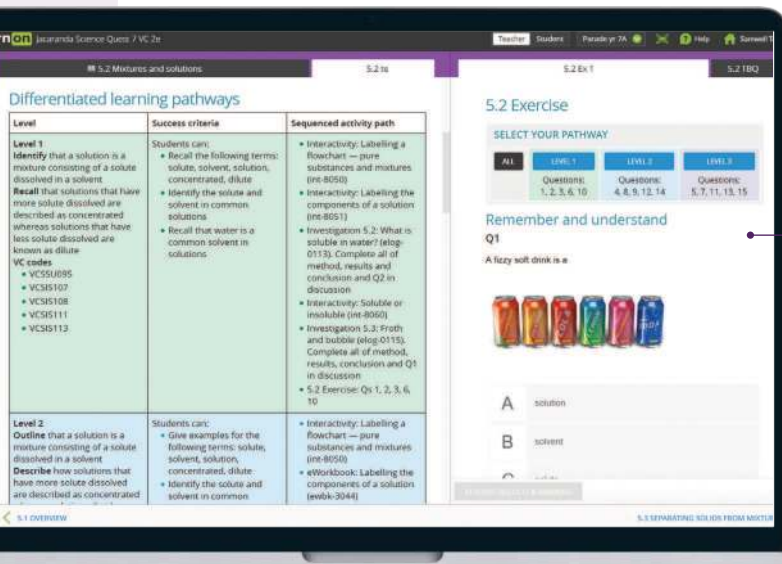 on Jacaranda Science Quest 7 VC 2e
Teacher Student Parade yr 7A Help
5.2 Mixtures and solutions
5.2 Ex 1
5.2 TBQ
Differentiated learning pathways
Level
Success criteria
Sequenced activity path
Level 1
Identify that a solution is a
mixture consisting of a solute
dissolved in a solvent
Recall that solutions that have
more solute dissolved are
described as concentrated
whereas solutions that have
less solute dissolved are
known as dilute
VC codes
• VCSSU095
• VCSIS107
• VCSIS108
• VCSIS111
• VCSIS113
Students can:
• Recall the following terms:
solute, solvent, solution,
concentrated, dilute
• Identify the solute and
solvent in common
solutions
• Recall that water is a
common solvent in
solutions
• Interactivity: Labelling a
flowchart — pure
substances and mixtures
(int-8050)
• Interactivity: Labelling the
components of a solution
(int-8051)
• Investigation 5.2: What is
soluble in water? (elog-
0113). Complete all of
method, results and
conclusion and Q2 in
discussion
• Interactivity: Soluble or
insoluble (int-8060)
• Investigation 5.3: Froth
and bubble (elog-0115).
Complete all of method,
results, conclusion and Q1
in discussion
• 5.2 Exercise: Qs 1, 2, 3, 6,
10
Level 2
Outline that a solution is a
mixture consisting of a solute
dissolved in a solvent
Describe how solutions that
have more solute dissolved
are described as concentrated
Students can:
• Give examples for the
following terms: solute,
solvent, solution,
concentrated, dilute
• Identify the solute and
solvent in common
• Interactivity: Labelling a
flowchart — pure
substances and mixtures
(int-8050)
• eWorkbook: Labelling the
components of a solution
(ewbk-3044)
5.1 OVERVIEW
5.2 Exercise
SELECT YOUR PATHWAY
ALL
LEVEL 1
Questions:
1, 2, 3, 6, 10
LEVEL 2
Questions:
4, 8, 9, 12, 14
LEVEL 3
Questions:
5, 7, 11, 13, 15
Remember and understand
Q1
A fizzy soft drink is a
A solution
B solvent
5.3 SEPARATING SOLIDS FROM